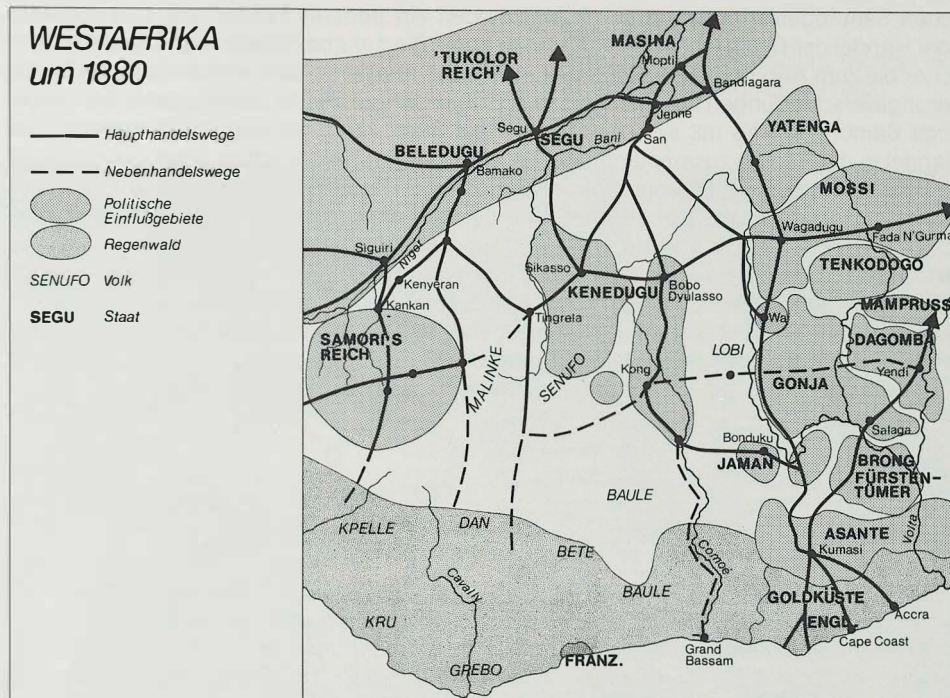 WESTAFRIKA
um 1880
Haupthandelswege
Nebenhandelswege
Politische
Einflußgebiete
Regenwald
SENUFO Volk
SEGU Staat
MASINA
'TUKOLOR
REICH'
Mopti
Bandiagara
Jenne
Segu
SEGU
Bani
San
YATENGA
BELEDUGU
Bamako
MOSSI
Wagadugu
Fada N'Gurma
Siguiri
Niger
Sikasso
KENEDUGU
Bobo
Dyulasso
TENKODOGO
Kenyeran
Kankan
Tingrela
Wa
MAMPRUSSI
SAMORIS
REICH
MALINKE
SENUFO
LOBI
DAGOMBA
Yendi
Kong
GONJA
Salaga
Bonduku
JAMAN
BRONG
FÜRSTEN-
TÜMER
BAULE
KPELLE
DAN
BETE
ASANTE
Kumasi
Volta
Comoé
Cavally
BAULE
GOLDKÜSTE
ENGL.
Accra
Cape Coast
KRU
GREBO
FRANZ.
Grand
Bassam